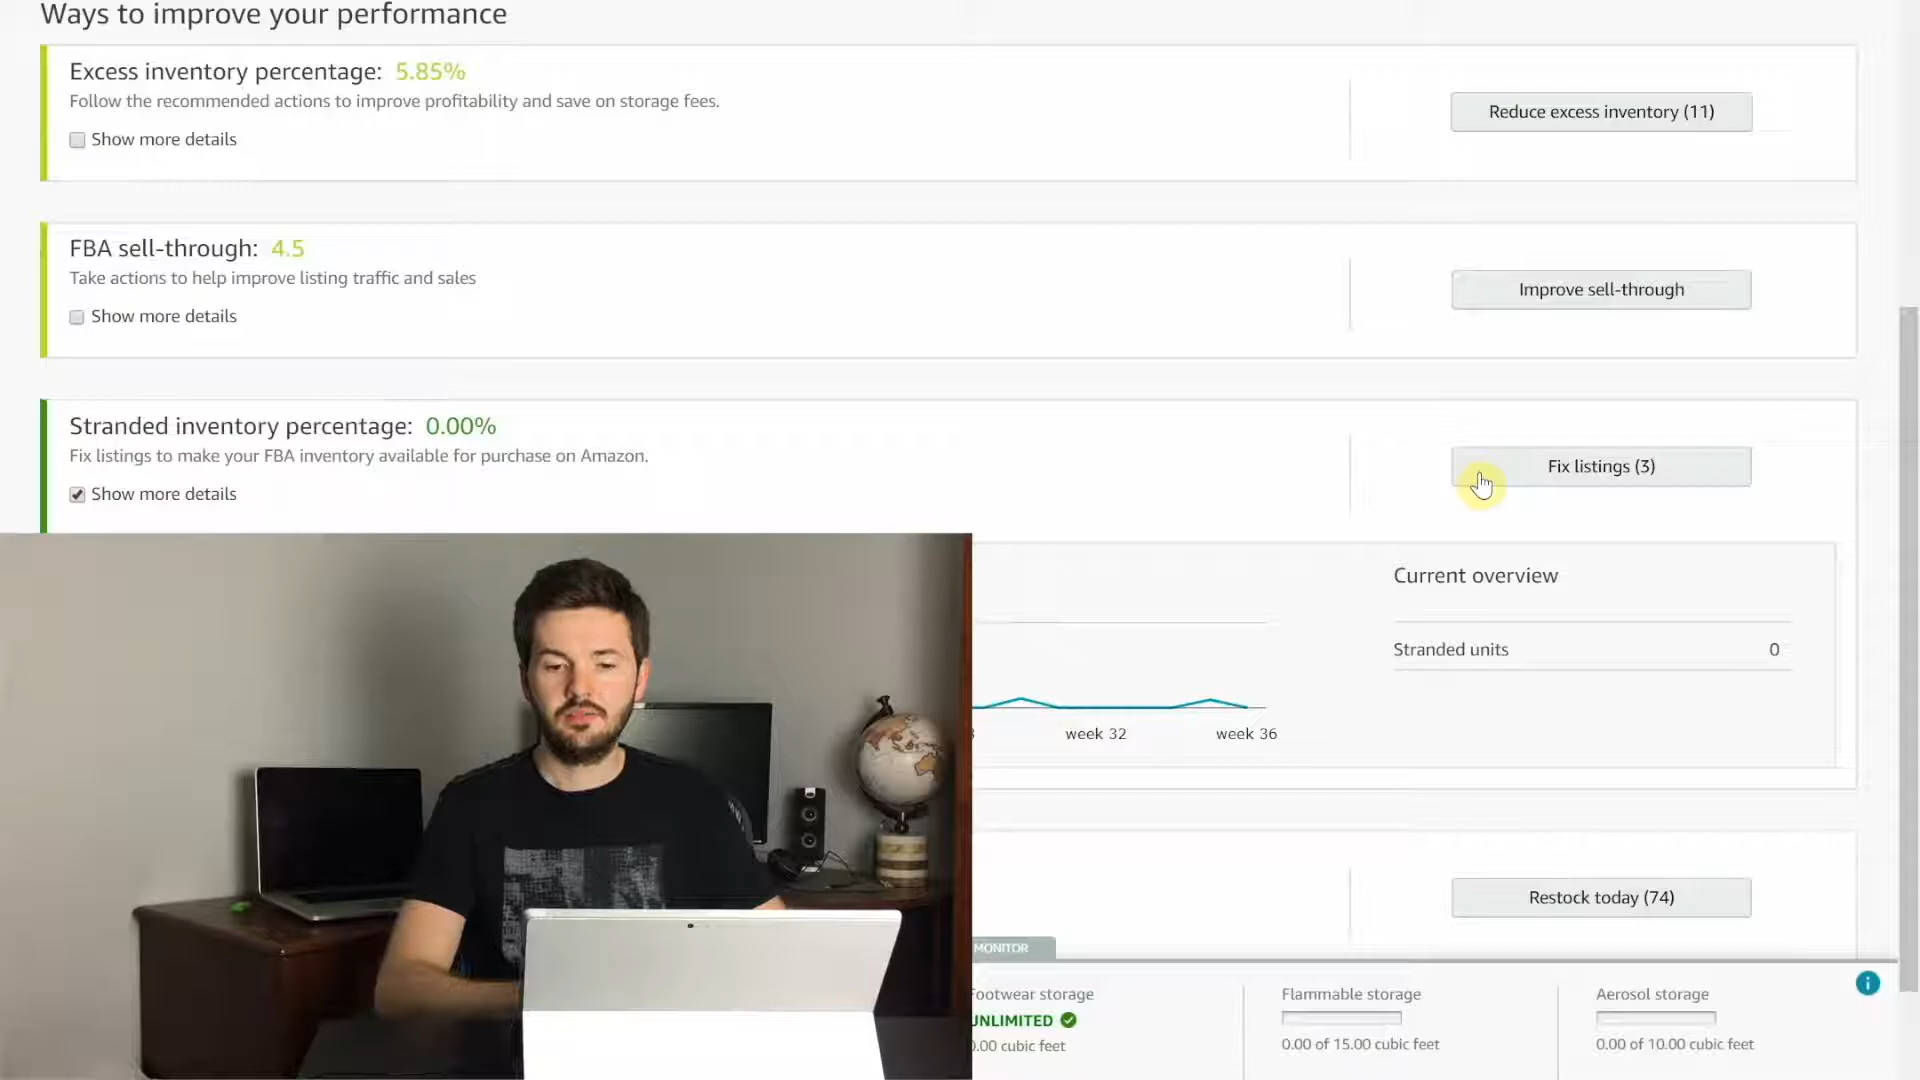 Ways to improve your performance
Excess inventory percentage: 5.85%
Follow the recommended actions to improve profitability and save on storage fees.
Show more details
Reduce excess inventory (11)
FBA sell-through: 4.5
Take actions to help improve listing traffic and sales
Show more details
Improve sell-through
Stranded inventory percentage: 0.00%
Fix listings to make your FBA inventory available for purchase on Amazon.
Show more details
Fix listings (3)
Current overview
Stranded units 0
week 32
week 36
Restock today (74)
MONITOR
Footwear storage
UNLIMITED
0.00 cubic feet
Flammable storage
0.00 of 15.00 cubic feet
Aerosol storage
0.00 of 10.00 cubic feet